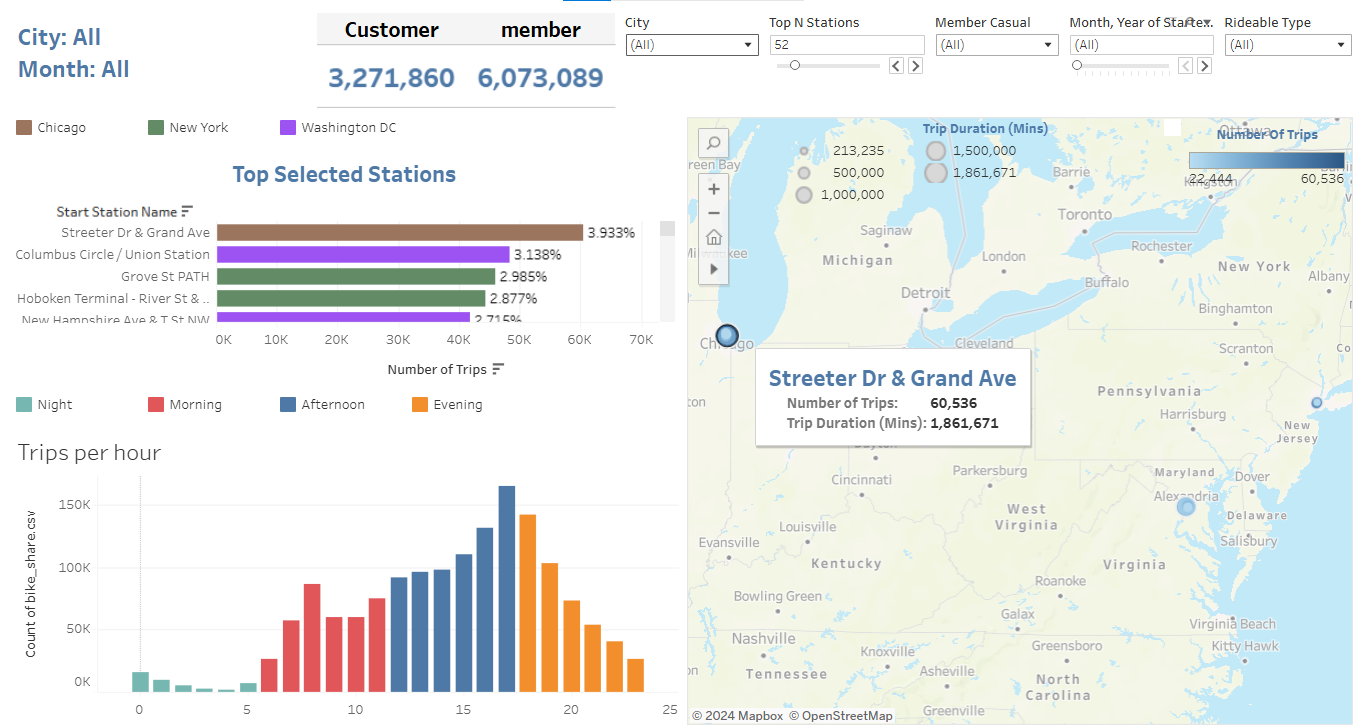 City: All
Month: All
Customer member
3,271,860 6,073,089
City
(All)
Top N Stations
52
Member Casual
(All)
Month, Year of Startex.
(All)
Rideable Type
(All)
Chicago New York Washington DC
Top Selected Stations
Start Station Name
Streeter Dr & Grand Ave 3.933%
Columbus Circle / Union Station 3.138%
Grove St PATH 2.985%
Hoboken Terminal - River St & .. 2.877%
New Hampshire Ave & T St NW 2.715%
0K 10K 20K 30K 40K 50K 60K 70K
Number of Trips
Night Morning Afternoon Evening
Trips per hour
Count of bike_share.csv
150K
100K
50K
0K
0 5 10 15 20 25
Trip Duration (Mins)
213,235 1,500,000
500,000 1,861,671
1,000,000
Number Of Trips
22,444 60,536
Ottawa
reen Bay
Barrie
Kingston
Toronto
Saginaw
Rochester
Michigan
London
New York
Albany
Buffalo
Detroit
Binghamton
Chicago
Cleveland
Scranton
Streeter Dr & Grand Ave
Number of Trips: 60,536
Trip Duration (Mins): 1,861,671
Pennsylvania
Harrisburg
New
Jersey
ton
Dayton
Parkersburg
Maryland
Dover
Cincinnati
Alexandria
West
Virginia
Delaware
Louisville
Salisbury
Evansville
Kentucky
Virginia
Roanoke
Bowling Green
Galax
Virginia Beach
Nashville
Greensboro
Kitty Hawk
Knoxville
Tennessee
Asheville
North
Carolina
Greenville
© 2024 Mapbox © OpenStreetMap